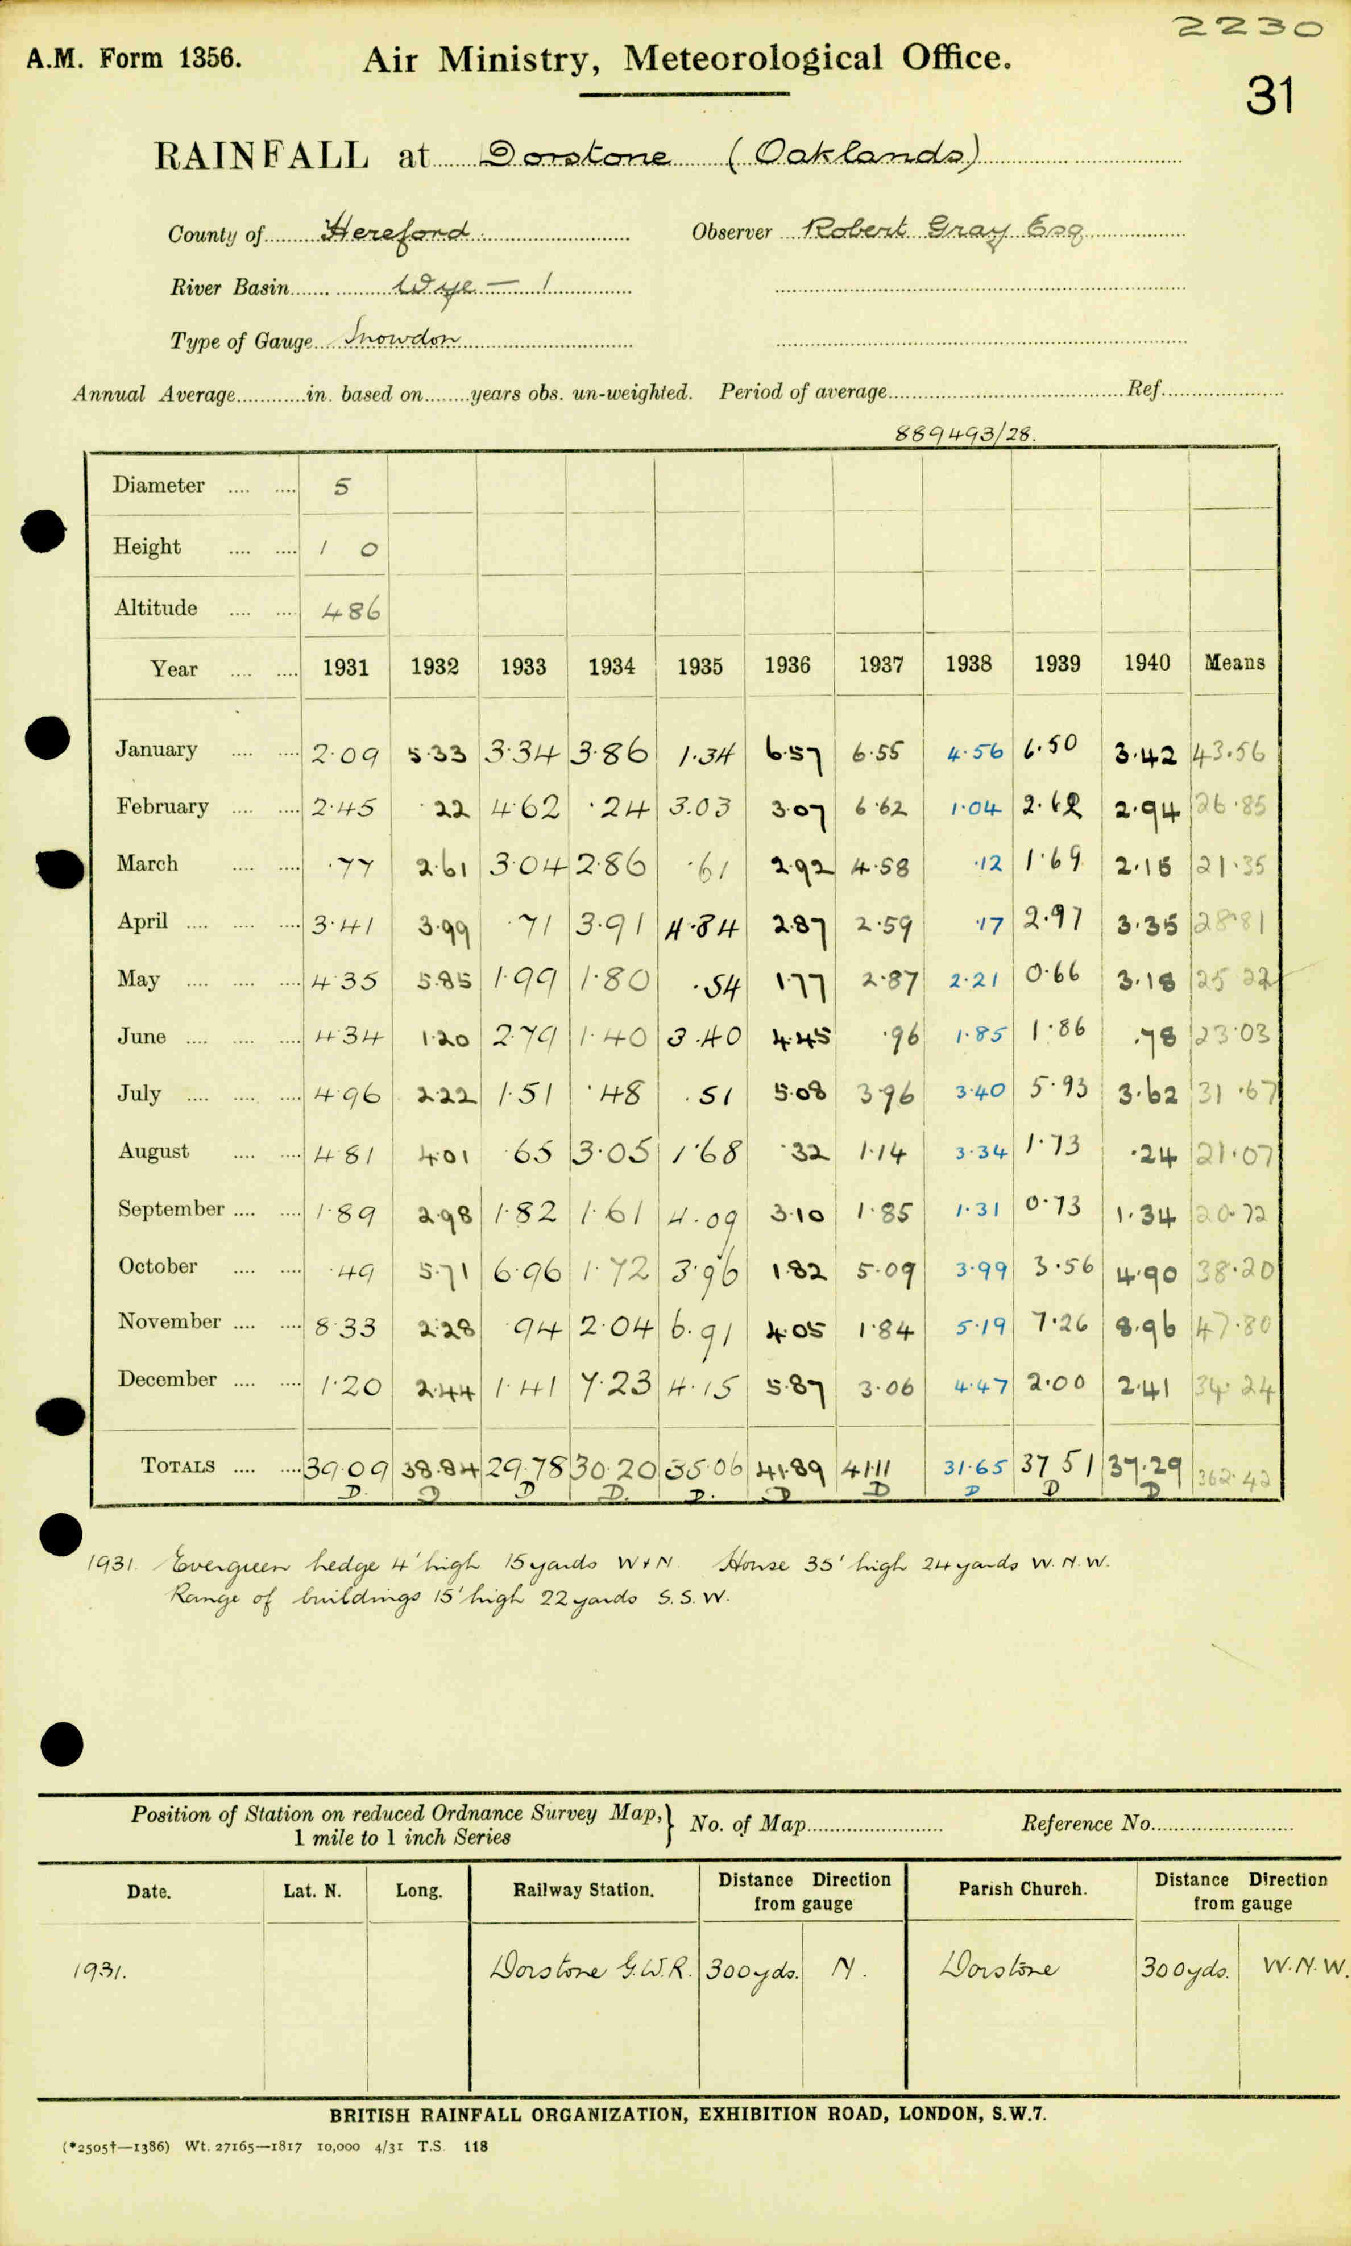 2230
A.M. Form 1356. Air Ministry, Meteorological Office.
31
RAINFALL at Dorstone (Oaklands)
County of Hereford Observer Robert Gray Esq
River Basin Wye — 1
Type of Gauge Snowdon
Annual Average............in. based on........years obs. un-weighted. Period of average............ Ref............
889493/28.
Diameter .... .... 5
Height .... .... 1 0
Altitude .... .... 486
Year .... .... 1931 1932 1933 1934 1935 1936 1937 1938 1939 1940 Means
January .... .... 2·09 5·33 3·34 3·86 1·34 6·57 6·55 4·56 6·50 3·42 43·56
February .... .... 2·45 ·22 4·62 ·24 3.03 3·07 6·62 1·04 2·62 2·94 26·85
March .... .... ·77 2·61 3·04 2·86 ·61 2·92 4·58 ·12 1·69 2·15 21·35
April .... .... .... 3·41 3·99 ·71 3·91 4·84 2·87 2·59 ·17 2·97 3·35 28·81
May .... .... .... 4·35 5·85 1·99 1·80 ·54 1·77 2·87 2·21 0·66 3·18 25 22
June .... .... .... 4·34 1·20 2·79 1·40 3·40 4·45 ·96 1·85 1·86 ·78 23·03
July .... .... .... 4·96 2·22 1·51 ·48 ·51 5·08 3·96 3·40 5·93 3·62 31·67
August .... .... 4·81 4·01 ·65 3·05 1·68 ·32 1·14 3·34 1·73 ·24 21·07
September .... .... 1·89 2·98 1·82 1·61 4·09 3·10 1·85 1·31 0·73 1·34 20·72
October .... .... ·49 5·71 6·96 1·72 3·96 1·82 5·09 3·99 3·56 4·90 38·20
November .... .... 8·33 2·28 ·94 2·04 6·91 4·05 1·84 5·19 7·26 8·96 47·80
December .... .... 1·20 2·44 1·41 7·23 4·15 5·87 3·06 4·47 2·00 2·41 34·24
TOTALS .... .... 39·09 38·84 29·78 30·20 35·06 41·89 41·11 31·65 37 51 37·29 362·42
D. D D D. D. D D D D D
1931. Evergreen hedge 4' high 15 yards W+N. House 35' high 24 yards W.N.W.
Range of buildings 15' high 22 yards S.S.W.
Position of Station on reduced Ordnance Survey Map,} No. of Map............ Reference No............
1 mile to 1 inch Series
Date. Lat. N. Long. Railway Station. Distance Direction from gauge Parish Church. Distance Direction from gauge
1931. Dorstone G.W.R. 300yds. N. Dorstone 300yds. W.N.W.
BRITISH RAINFALL ORGANIZATION, EXHIBITION ROAD, LONDON, S.W.7.
(*2505†—1386) Wt. 27165—1817 10,000 4/31 T.S. 118